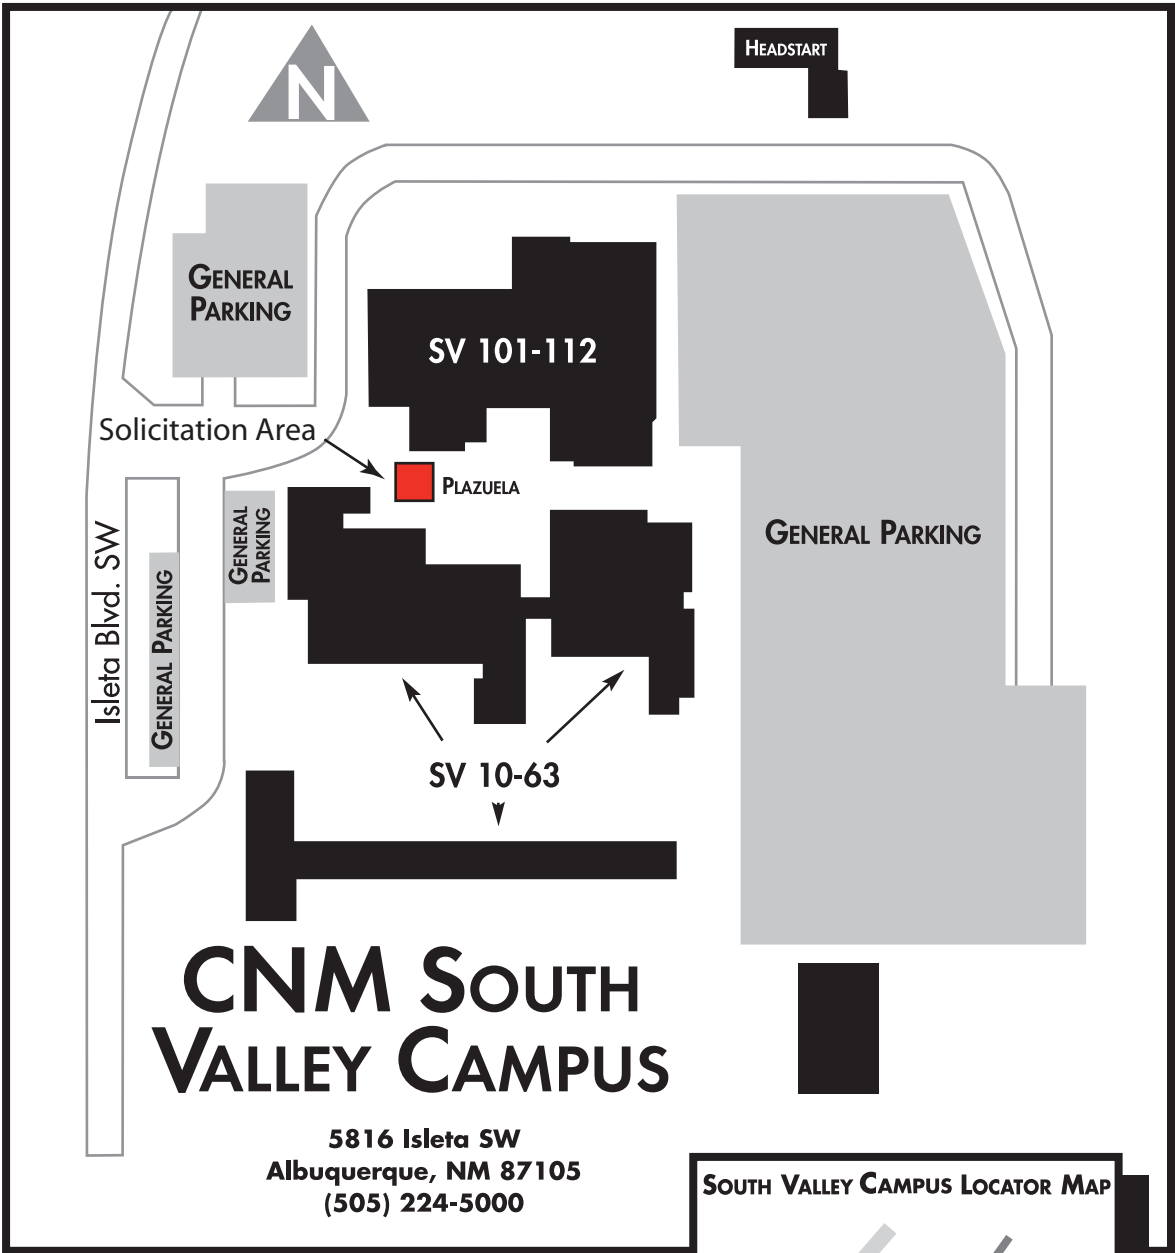 HEADSTART
N
GENERAL
PARKING
SV 101-112
Solicitation Area
PLAZUELA
GENERAL
PARKING
GENERAL PARKING
Isleta Blvd. SW
GENERAL PARKING
SV 10-63
CNM SOUTH
VALLEY CAMPUS
5816 Isleta SW
Albuquerque, NM 87105
(505) 224-5000
SOUTH VALLEY CAMPUS LOCATOR MAP